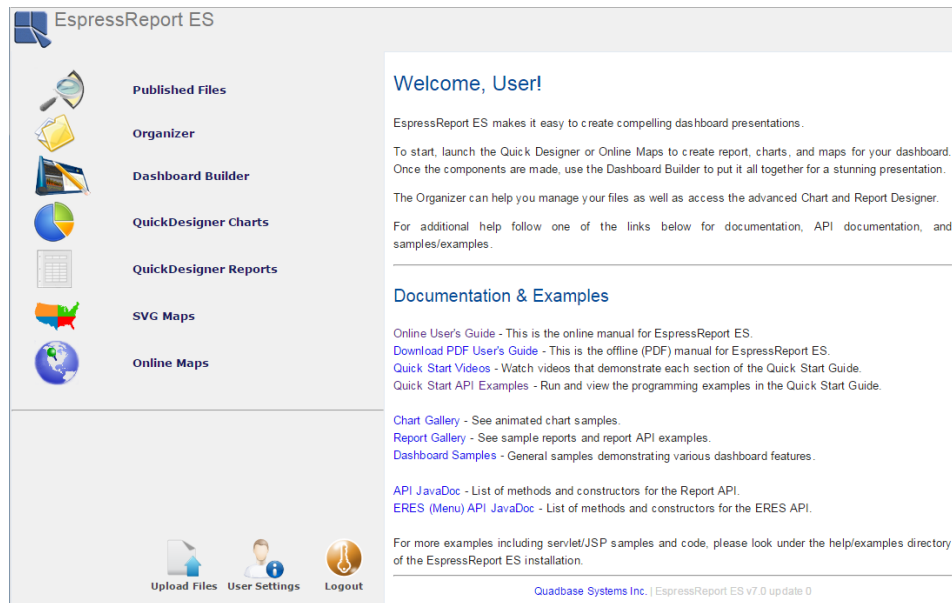 EspressReport ES
Published Files
Organizer
Dashboard Builder
QuickDesigner Charts
QuickDesigner Reports
SVG Maps
Online Maps
Upload Files
User Settings
Logout
Welcome, User!
EspressReport ES makes it easy to create compelling dashboard presentations.
To start, launch the Quick Designer or Online Maps to create report, charts, and maps for your dashboard.
Once the components are made, use the Dashboard Builder to put it all together for a stunning presentation.
The Organizer can help you manage your files as well as access the advanced Chart and Report Designer.
For additional help follow one of the links below for documentation, API documentation, and
samples/examples.
Documentation & Examples
Online User's Guide - This is the online manual for EspressReport ES.
Download PDF User's Guide - This is the offline (PDF) manual for EspressReport ES.
Quick Start Videos - Watch videos that demonstrate each section of the Quick Start Guide.
Quick Start API Examples - Run and view the programming examples in the Quick Start Guide.
Chart Gallery - See animated chart samples.
Report Gallery - See sample reports and report API examples.
Dashboard Samples - General samples demonstrating various dashboard features.
API JavaDoc - List of methods and constructors for the Report API.
ERES (Menu) API JavaDoc - List of methods and constructors for the ERES API.
For more examples including servlet/JSP samples and code, please look under the help/examples directory
of the EspressReport ES installation.
Quadbase Systems Inc. | EspressReport ES v7.0 update 0